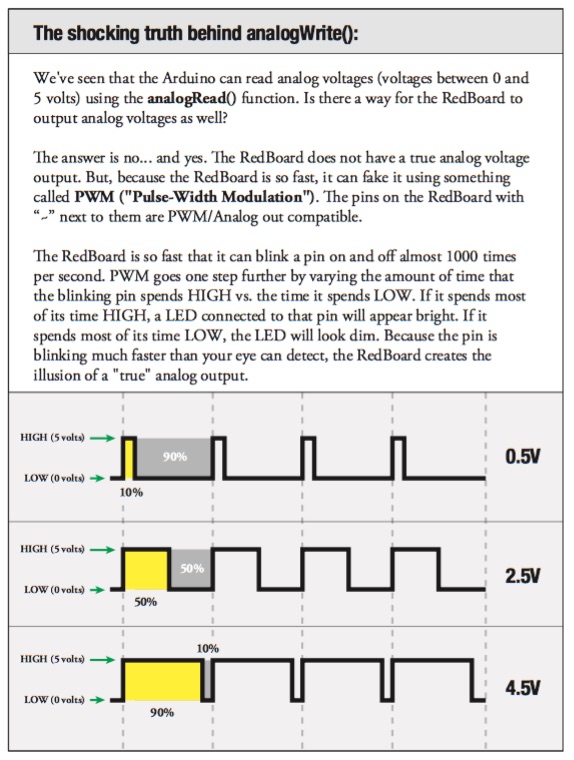 The shocking truth behind analogWrite():
We've seen that the Arduino can read analog voltages (voltages between 0 and
5 volts) using the analogRead() function. Is there a way for the RedBoard to
output analog voltages as well?
The answer is no... and yes. The RedBoard does not have a true analog voltage
output. But, because the RedBoard is so fast, it can fake it using something
called PWM ("Pulse-Width Modulation"). The pins on the RedBoard with
“~” next to them are PWM/Analog out compatible.
The RedBoard is so fast that it can blink a pin on and off almost 1000 times
per second. PWM goes one step further by varying the amount of time that
the blinking pin spends HIGH vs. the time it spends LOW. If it spends most
of its time HIGH, a LED connected to that pin will appear bright. If it
spends most of its time LOW, the LED will look dim. Because the pin is
blinking much faster than your eye can detect, the RedBoard creates the
illusion of a "true" analog output.
HIGH (5 volts)
90%
0.5V
LOW (0 volts)
10%
HIGH (5 volts)
50%
2.5V
LOW (0 volts)
50%
10%
HIGH (5 volts)
4.5V
LOW (0 volts)
90%